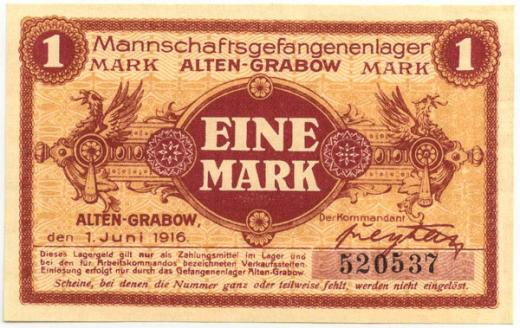 1 Mannschaftsgefangenenlager 1
MARK ALTEN-GRABOW MARK
EINE
MARK
ALTEN-GRABOW,
den 1. Juni 1916.
Der Kommandant
Dieses Lagergeld gilt nur als Zahlungsmittel im Lager und
bei den für Arbeitskommandos bezeichneten Verkaufsstellen.
Einlösung erfolgt nur durch das Gefangenenlager Alten-Grabow.
520537
Scheine, bei denen die Nummer ganz oder teilweise fehlt, werden nicht eingelöst.